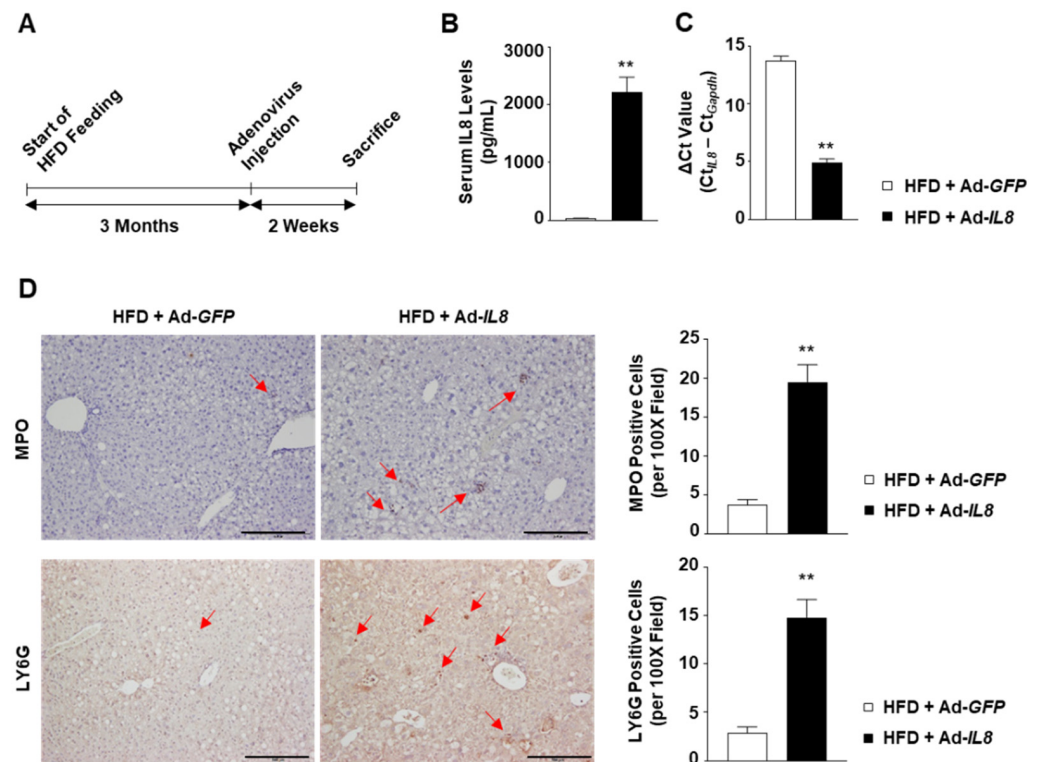 A
Start of
HFD Feeding
Adenovirus
Injection
Sacrifice
3 Months
2 Weeks
B
Serum IL8 Levels
(pg/mL)
3000
2000
1000
0
**
C
ΔCt Value
(Ct_IL8 – Ct_Gapdh)
15
10
5
0
**
HFD + Ad-GFP
HFD + Ad-IL8
D
HFD + Ad-GFP
HFD + Ad-IL8
MPO
MPO Positive Cells
(per 100X Field)
25
20
15
10
5
0
**
HFD + Ad-GFP
HFD + Ad-IL8
LY6G
LY6G Positive Cells
(per 100X Field)
20
15
10
5
0
**
HFD + Ad-GFP
HFD + Ad-IL8